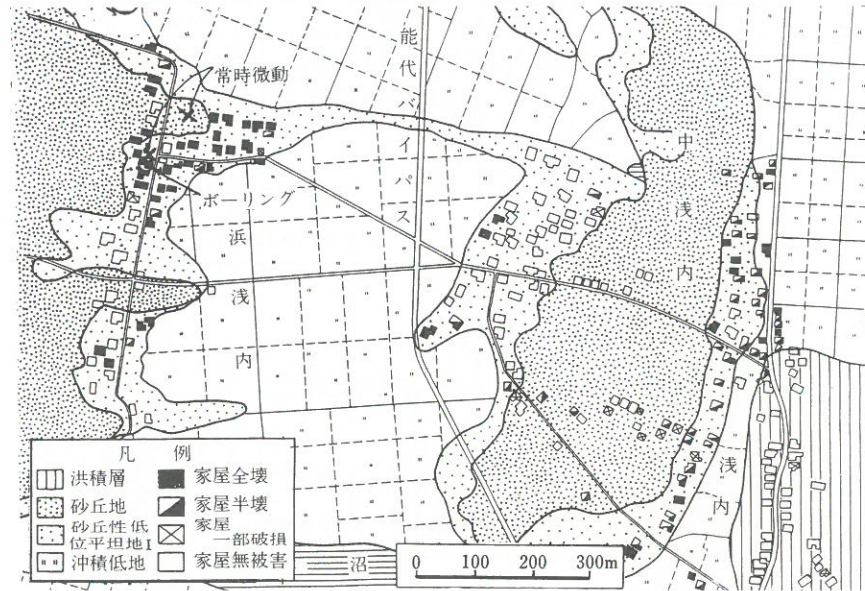 能代バイパス
常時微動
ボーリング
浜浅内
中浅内
浅内
凡 例
洪積層
砂丘地
砂丘性低
位平坦地I
沖積低地
家屋全壊
家屋半壊
家屋
一部破損
家屋無被害
沼
0 100 200 300m